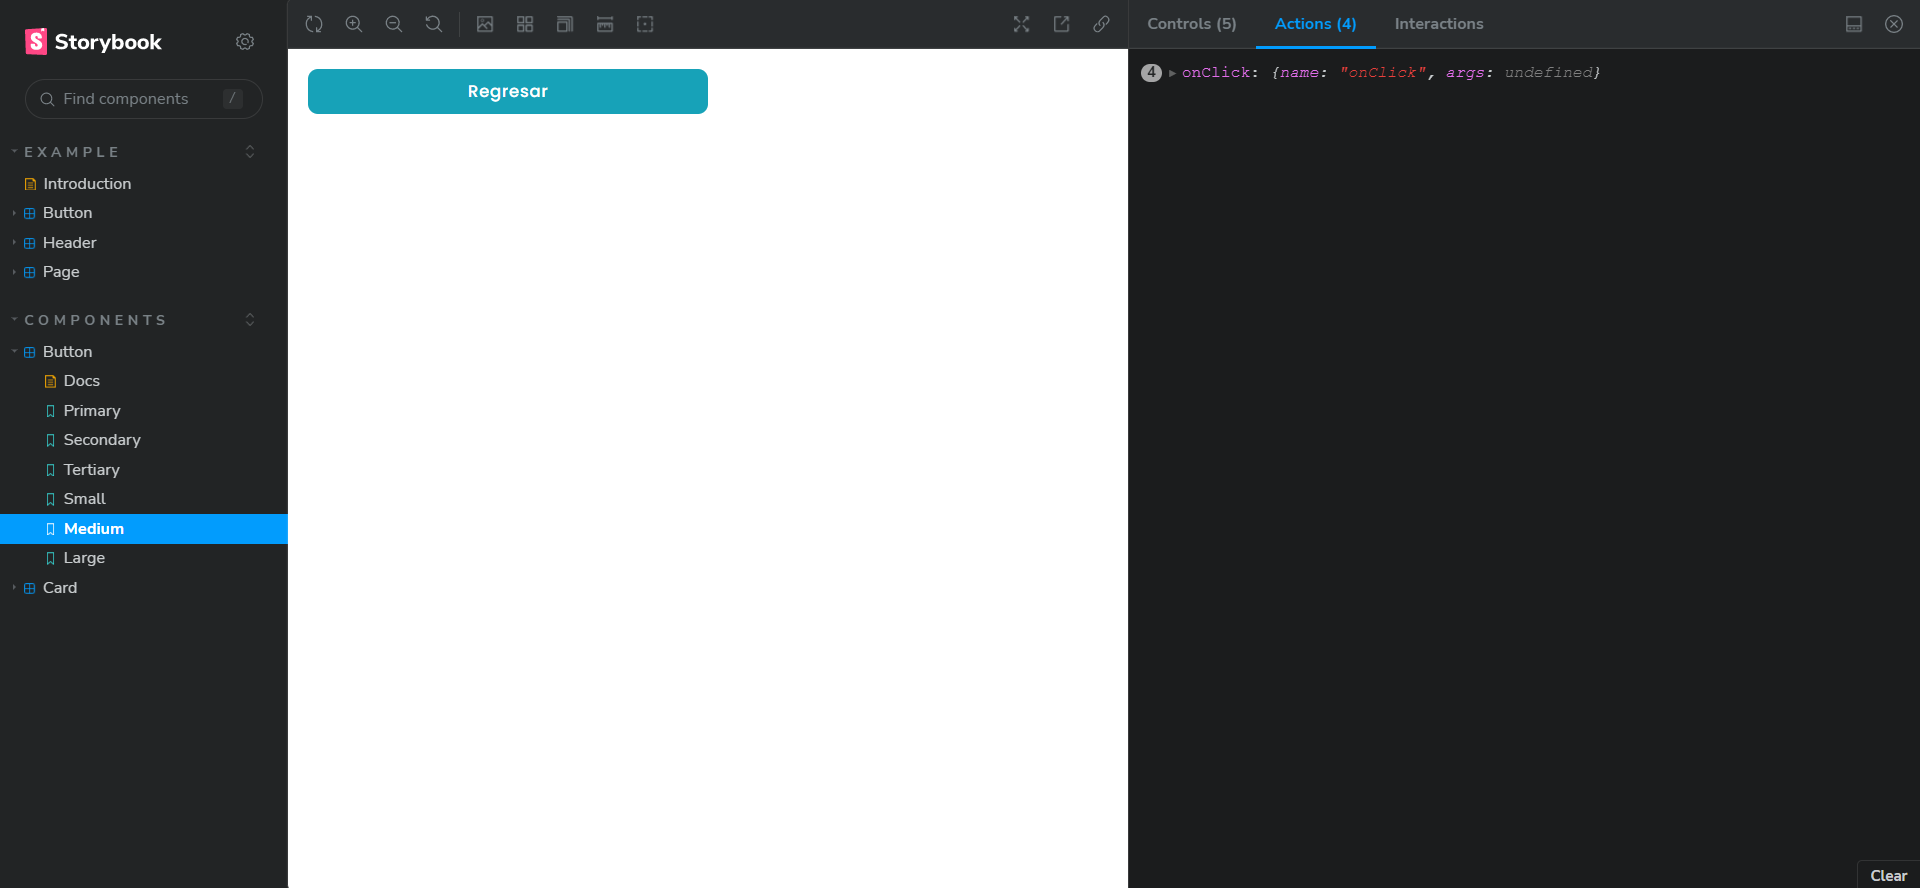 Storybook
Find components /
EXAMPLE
Introduction
Button
Header
Page
COMPONENTS
Button
Docs
Primary
Secondary
Tertiary
Small
Medium
Large
Card
Regresar
Controls (5) Actions (4) Interactions
4 onClick: {name: "onClick", args: undefined}
Clear